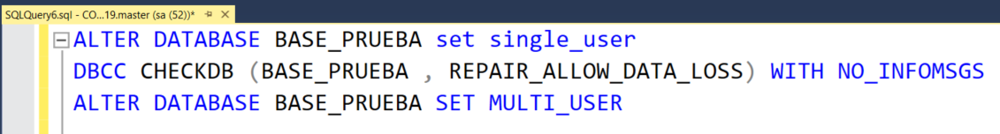 SQLQuery6.sql - CO...19.master (sa (52))*
ALTER DATABASE BASE_PRUEBA set single_user
DBCC CHECKDB (BASE_PRUEBA , REPAIR_ALLOW_DATA_LOSS) WITH NO_INFOMSGS
ALTER DATABASE BASE_PRUEBA SET MULTI_USER